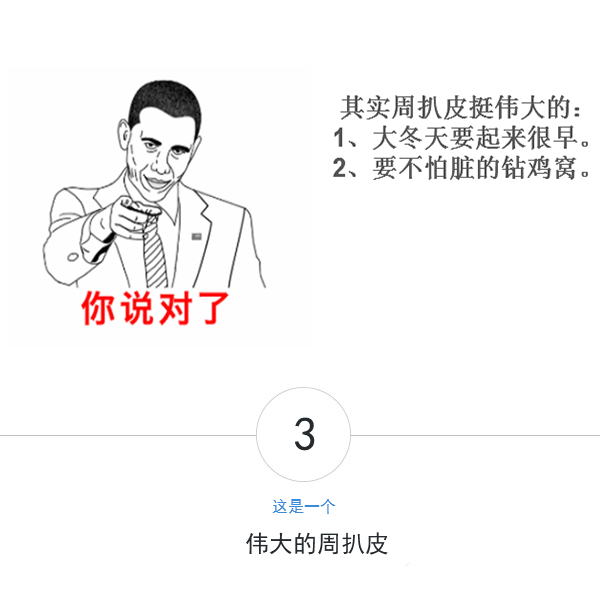 其实周扒皮挺伟大的：
1、大冬天要起来很早。
2、要不怕脏的钻鸡窝。
你说对了
3
这是一个
伟大的周扒皮